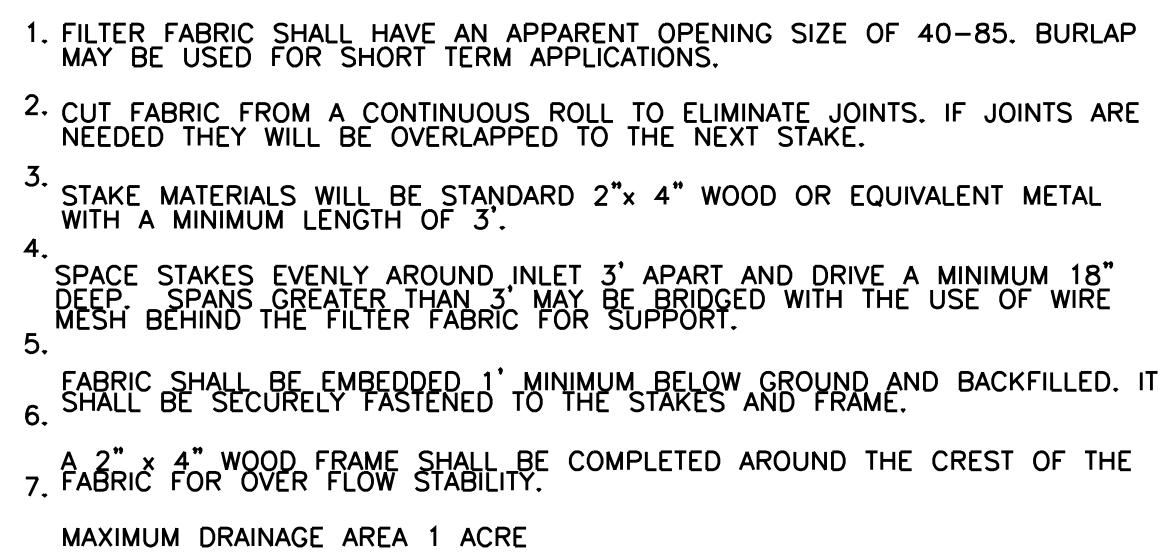 1. FILTER FABRIC SHALL HAVE AN APPARENT OPENING SIZE OF 40-85. BURLAP
MAY BE USED FOR SHORT TERM APPLICATIONS.
2. CUT FABRIC FROM A CONTINUOUS ROLL TO ELIMINATE JOINTS. IF JOINTS ARE
NEEDED THEY WILL BE OVERLAPPED TO THE NEXT STAKE.
3. STAKE MATERIALS WILL BE STANDARD 2"x 4" WOOD OR EQUIVALENT METAL
WITH A MINIMUM LENGTH OF 3'.
4. SPACE STAKES EVENLY AROUND INLET 3' APART AND DRIVE A MINIMUM 18"
DEEP. SPANS GREATER THAN 3' MAY BE BRIDGED WITH THE USE OF WIRE
MESH BEHIND THE FILTER FABRIC FOR SUPPORT.
5. FABRIC SHALL BE EMBEDDED 1' MINIMUM BELOW GROUND AND BACKFILLED. IT
SHALL BE SECURELY FASTENED TO THE STAKES AND FRAME.
6. A 2" x 4" WOOD FRAME SHALL BE COMPLETED AROUND THE CREST OF THE
FABRIC FOR OVER FLOW STABILITY.
7. MAXIMUM DRAINAGE AREA 1 ACRE